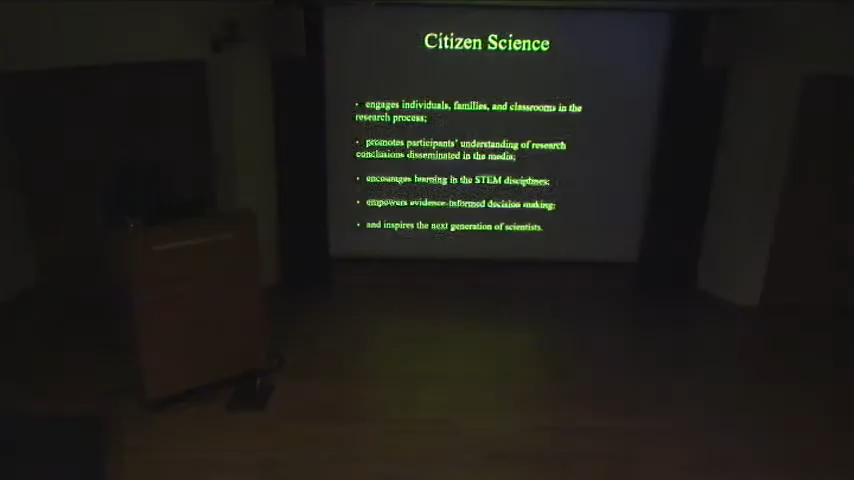 Citizen Science
• engages individuals, families, and classrooms in the
research process;
• promotes participants' understanding of research
conclusions disseminated in the media;
• encourages learning in the STEM disciplines;
• empowers evidence-informed decision making;
• and inspires the next generation of scientists.